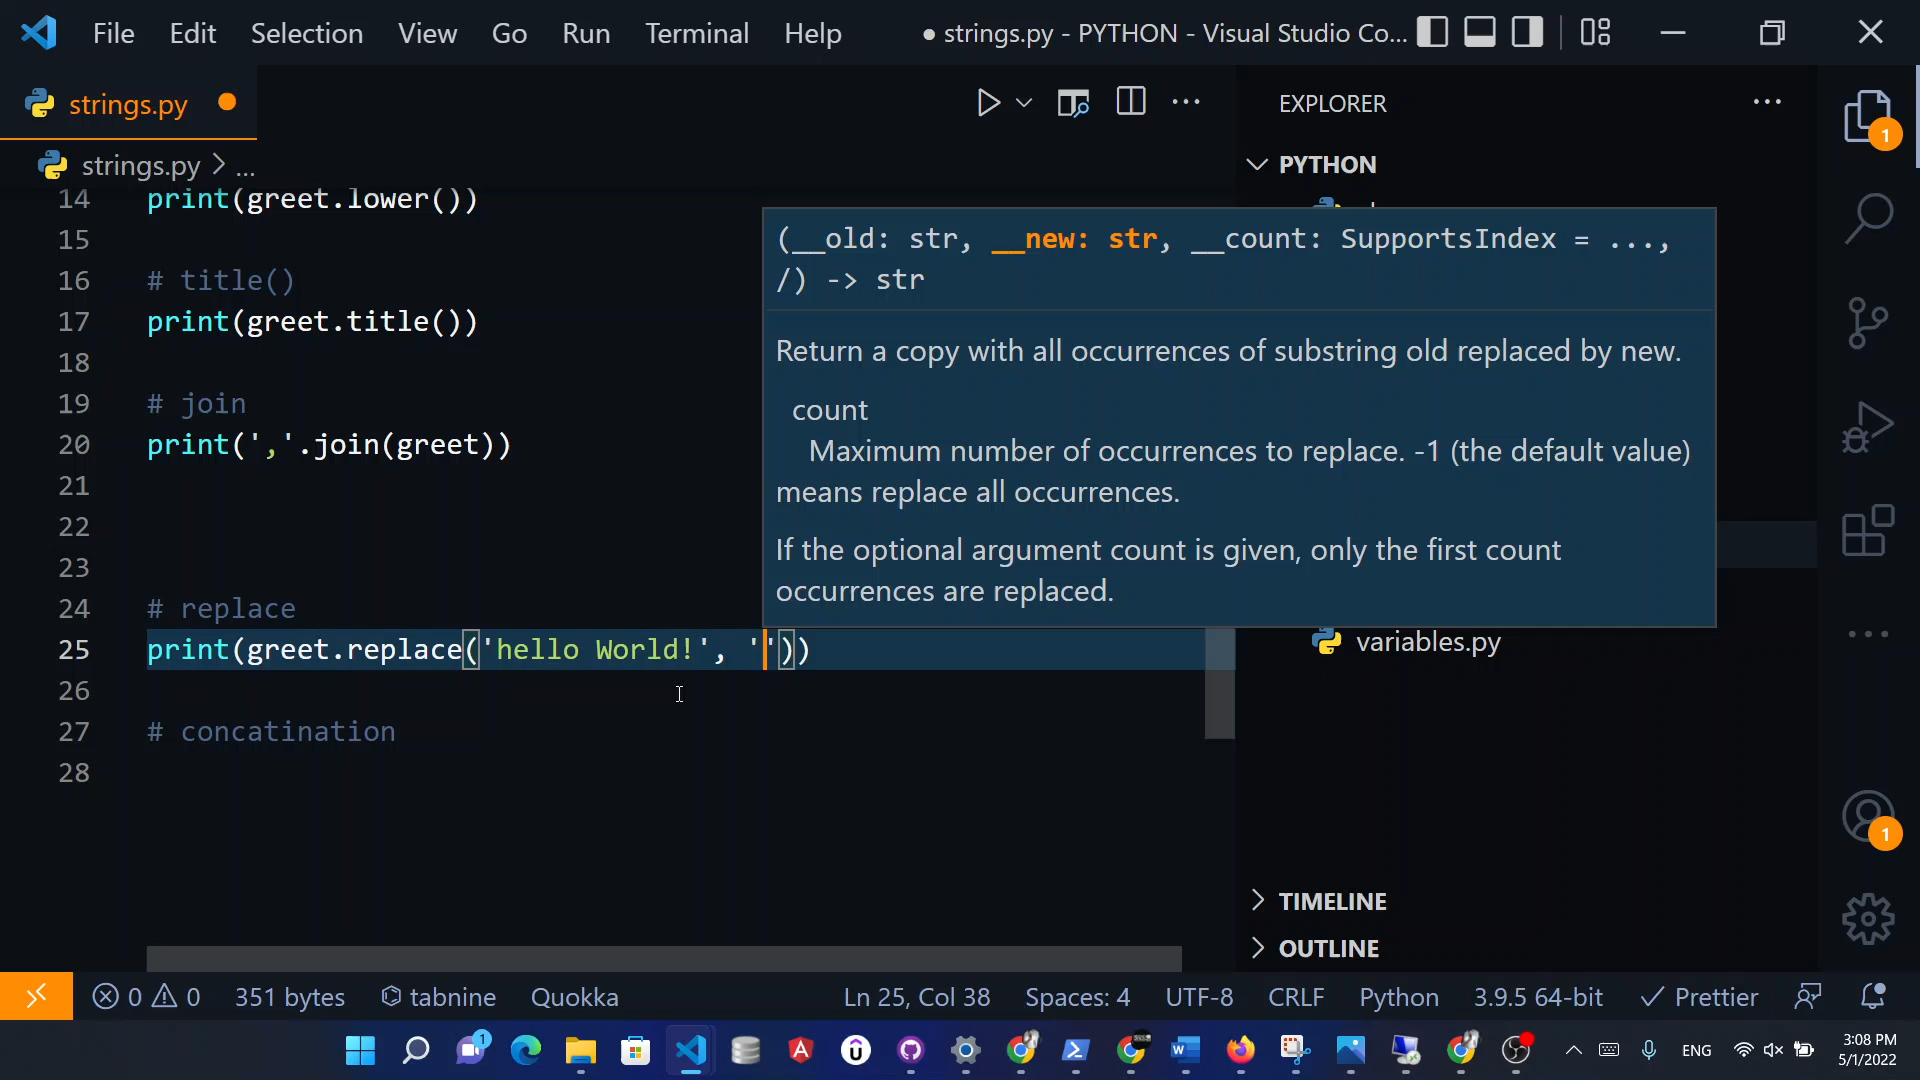 File Edit Selection View Go Run Terminal Help ● strings.py - PYTHON - Visual Studio Co...
strings.py
EXPLORER
strings.py > ...
PYTHON
14 print(greet.lower())
15
16 # title()
17 print(greet.title())
18
19 # join
20 print(','.join(greet))
21
22
23
24 # replace
25 print(greet.replace('hello World!', ''))
26
27 # concatination
28
(__old: str, __new: str, __count: SupportsIndex = ...,
/) -> str
Return a copy with all occurrences of substring old replaced by new.
count
Maximum number of occurrences to replace. -1 (the default value)
means replace all occurrences.
If the optional argument count is given, only the first count
occurrences are replaced.
variables.py
1
1
TIMELINE
OUTLINE
0 0 351 bytes tabnine Quokka Ln 25, Col 38 Spaces: 4 UTF-8 CRLF Python 3.9.5 64-bit Prettier
1
ENG
3:08 PM
5/1/2022